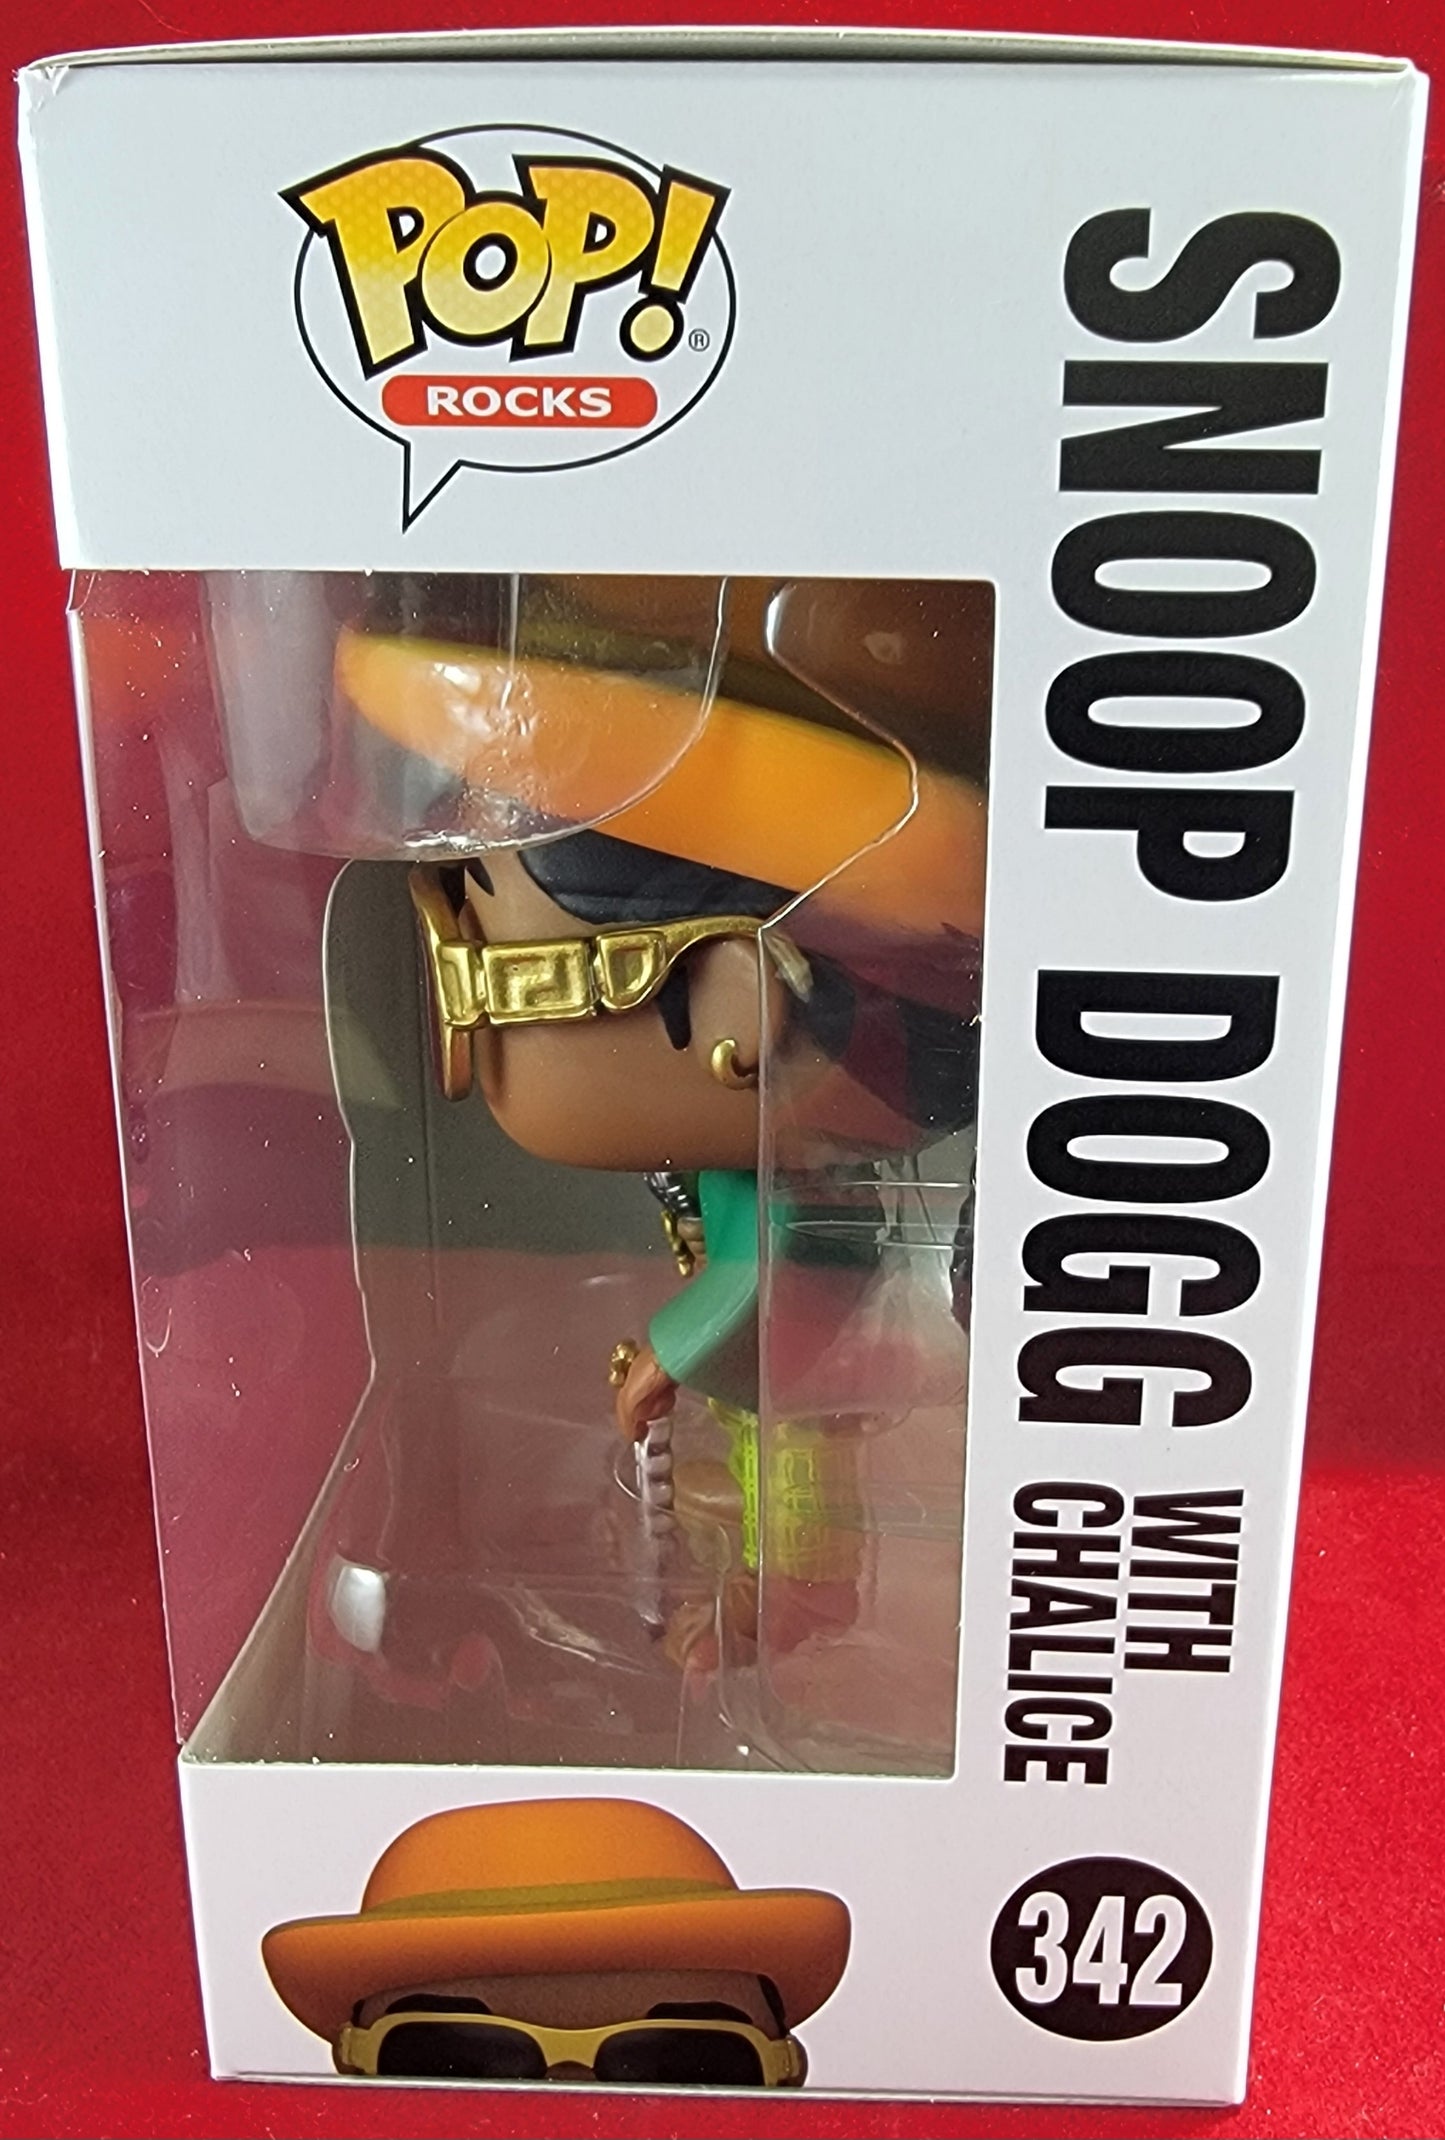 POP!®
ROCKS
SNOOP DOGG WITH
CHALICE
342